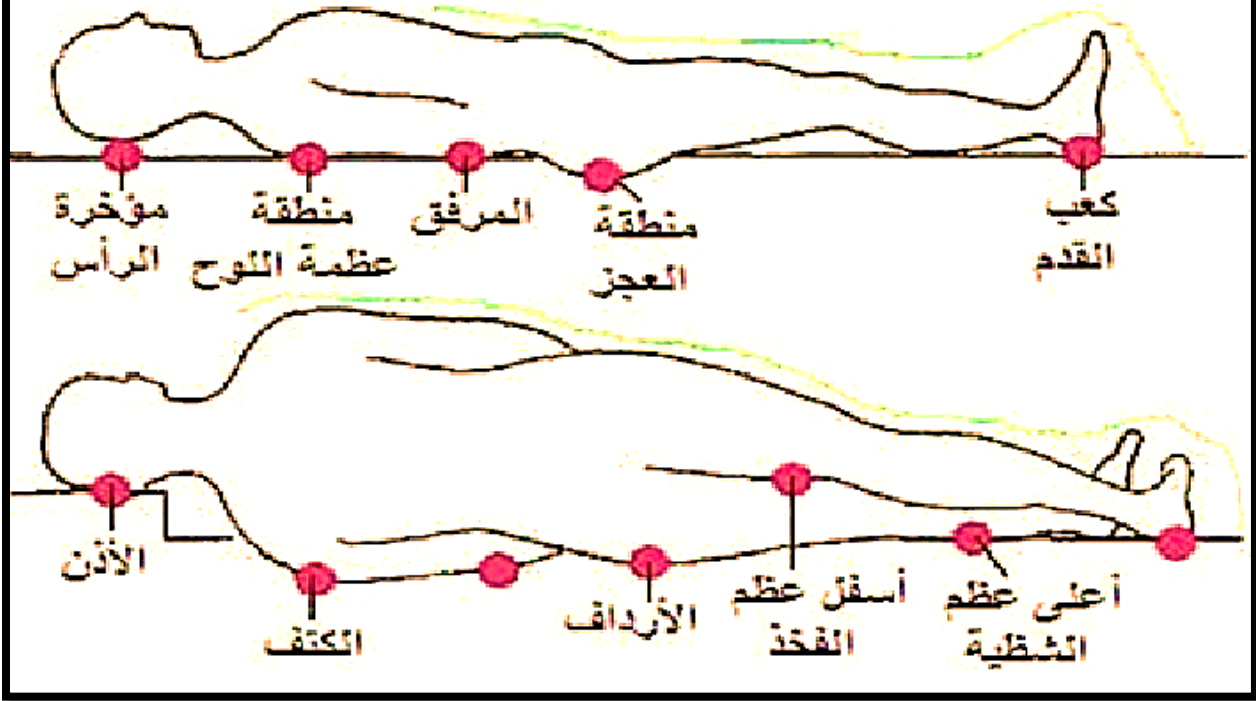 مؤخرة
الرأس
منطقة
عظمة اللوح
المرفق
منطقة
العجز
كعب
القدم
الأذن
الكتف
الأرداف
أسفل عظم
الفخذ
أعلى عظم
الشظية